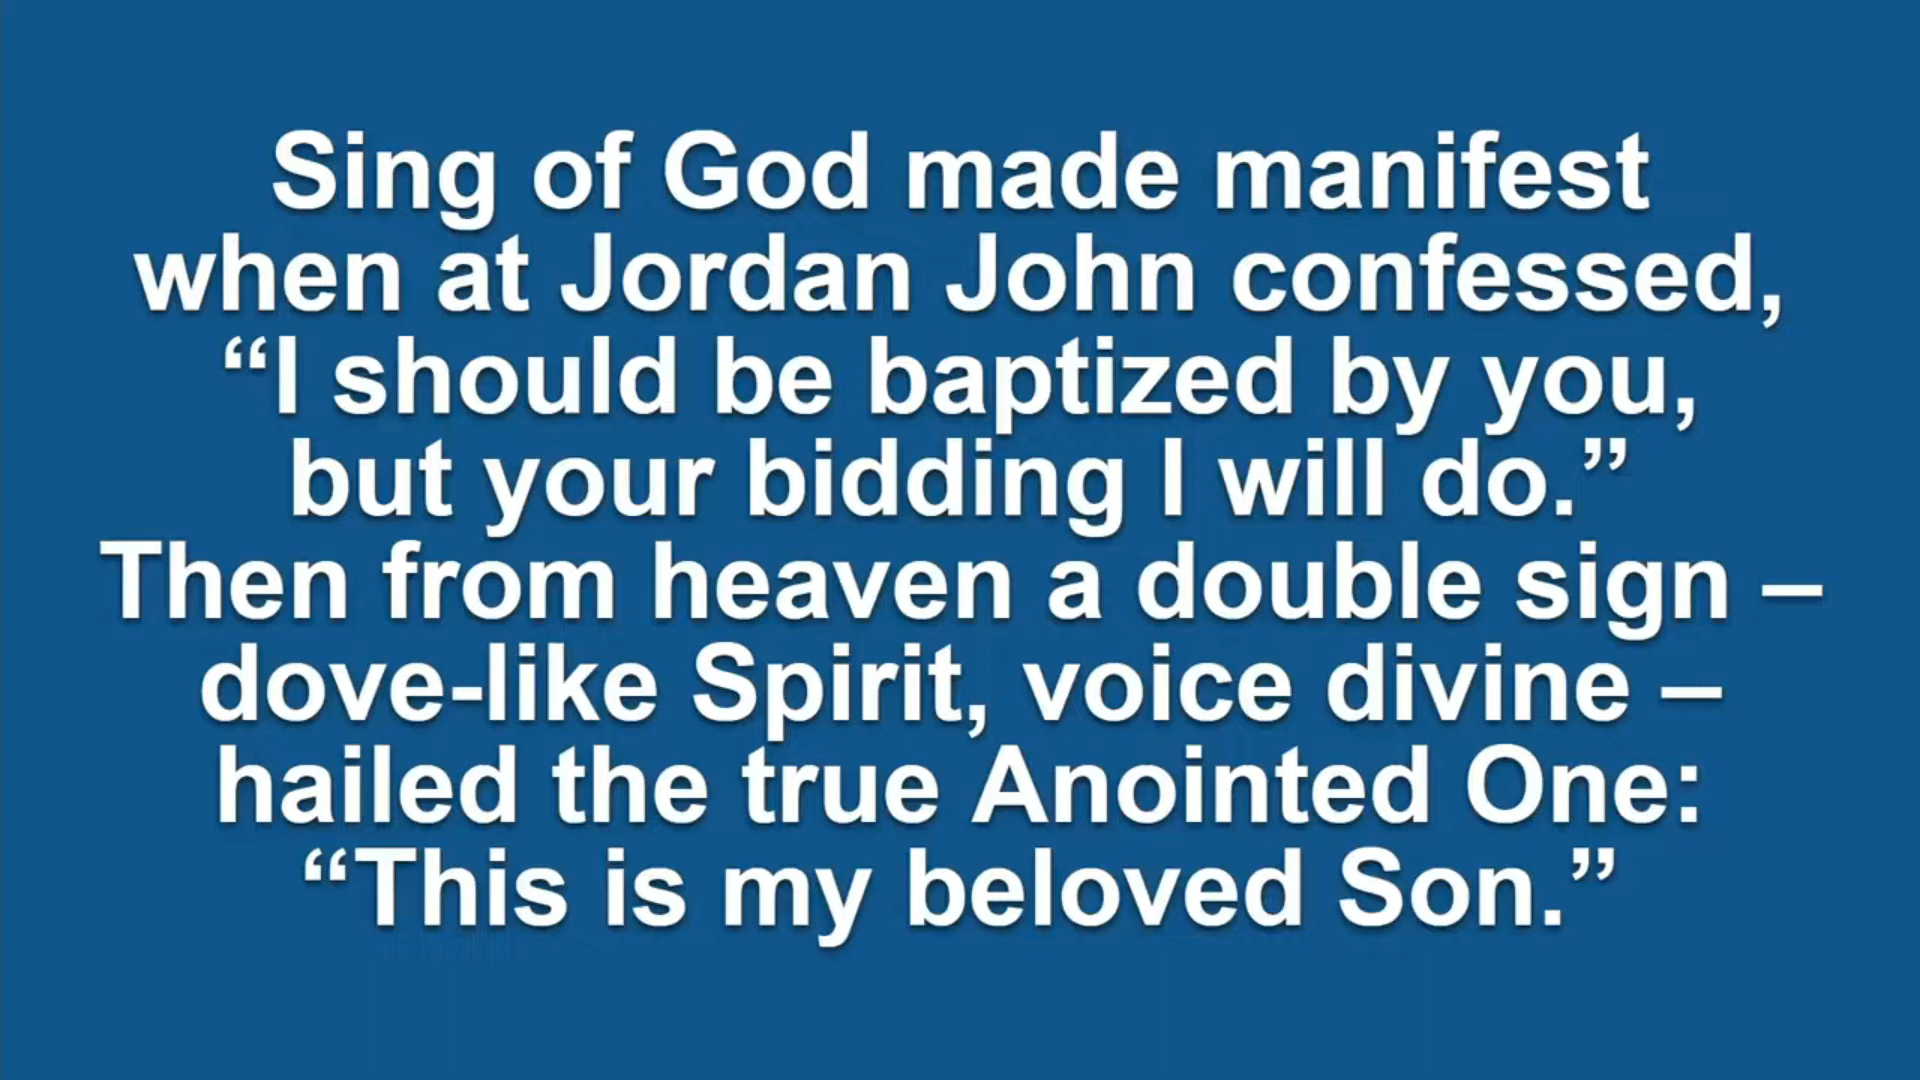 Sing of God made manifest
when at Jordan John confessed,
“I should be baptized by you,
but your bidding I will do.”
Then from heaven a double sign –
dove-like Spirit, voice divine –
hailed the true Anointed One:
“This is my beloved Son.”